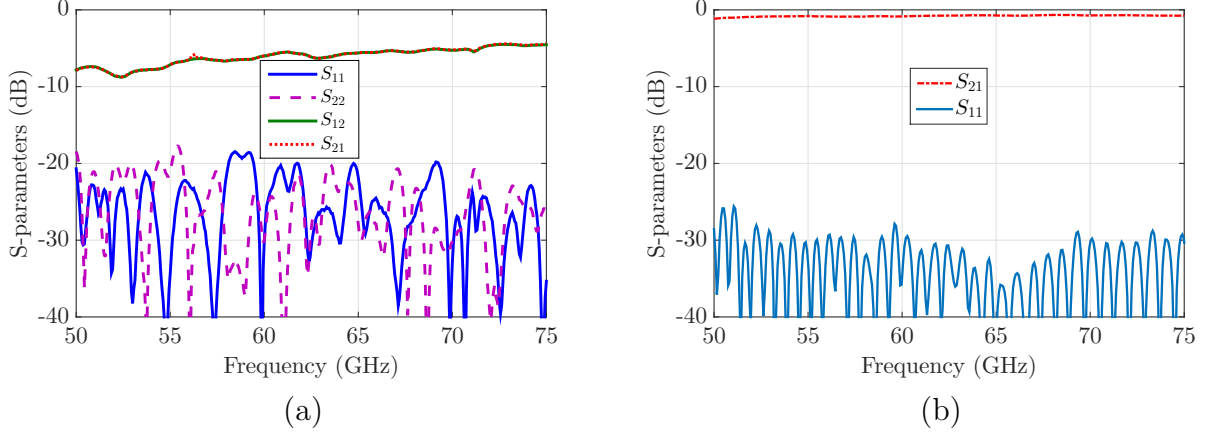 0
-10
-20
-30
-40
S-parameters (dB)
50 55 60 65 70 75
Frequency (GHz)
S11
S22
S12
S21
(a)
0
-10
-20
-30
-40
S-parameters (dB)
50 55 60 65 70 75
Frequency (GHz)
S21
S11
(b)